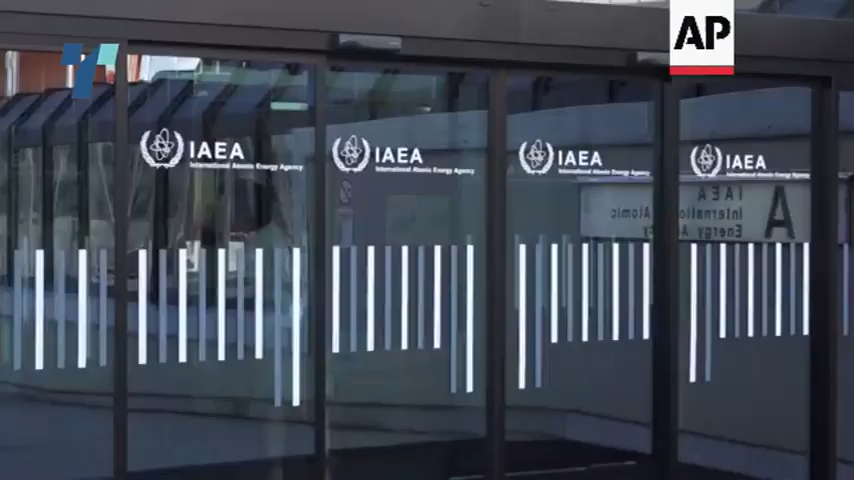 AP
IAEA
International Atomic Energy Agency
IAEA
International Atomic Energy Agency
IAEA
International Atomic Energy Agency
IAEA
International Atomic Energy Agency
IAEA
International Atomic
Energy Agency
A